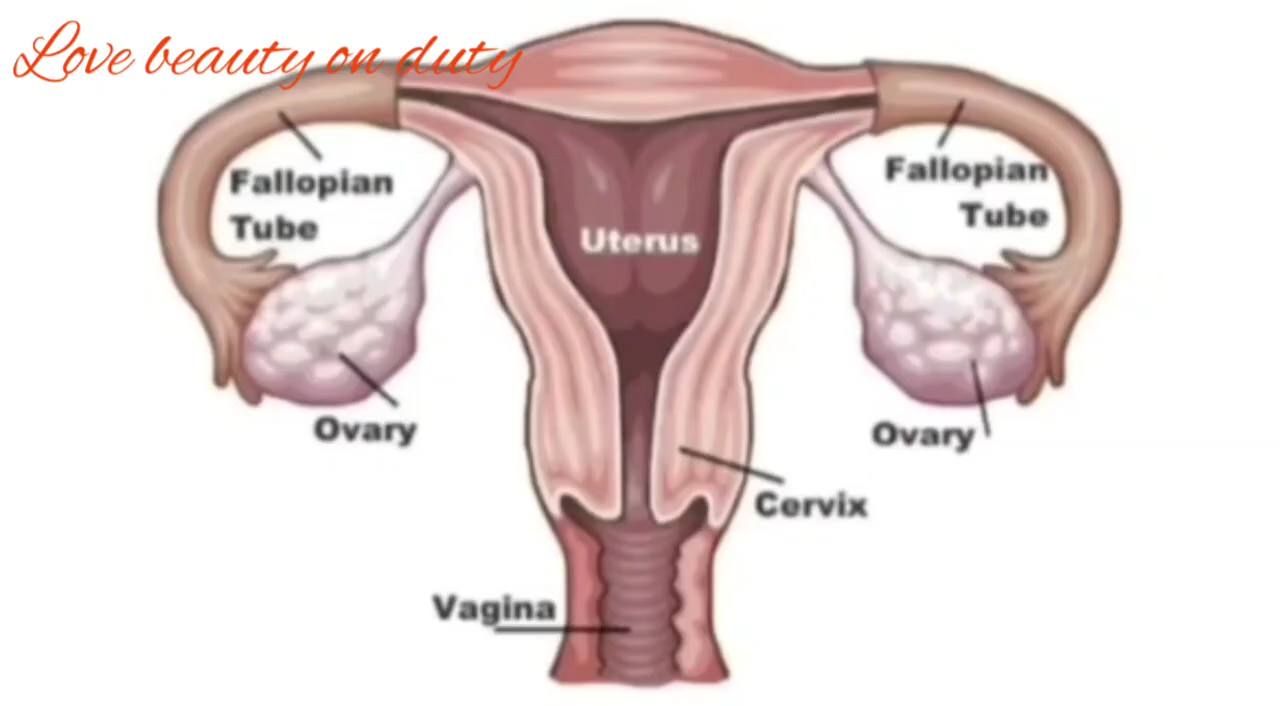 Love beauty on duty
Fallopian
Tube
Fallopian
Tube
Uterus
Ovary
Ovary
Cervix
Vagina